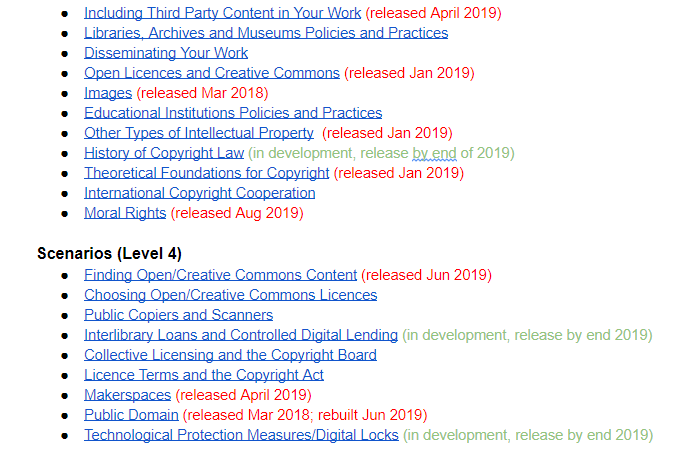 Including Third Party Content in Your Work (released April 2019)
Libraries, Archives and Museums Policies and Practices
Disseminating Your Work
Open Licences and Creative Commons (released Jan 2019)
Images (released Mar 2018)
Educational Institutions Policies and Practices
Other Types of Intellectual Property (released Jan 2019)
History of Copyright Law (in development, release by end of 2019)
Theoretical Foundations for Copyright (released Jan 2019)
International Copyright Cooperation
Moral Rights (released Aug 2019)
Scenarios (Level 4)
Finding Open/Creative Commons Content (released Jun 2019)
Choosing Open/Creative Commons Licences
Public Copiers and Scanners
Interlibrary Loans and Controlled Digital Lending (in development, release by end 2019)
Collective Licensing and the Copyright Board
Licence Terms and the Copyright Act
Makerspaces (released April 2019)
Public Domain (released Mar 2018; rebuilt Jun 2019)
Technological Protection Measures/Digital Locks (in development, release by end 2019)